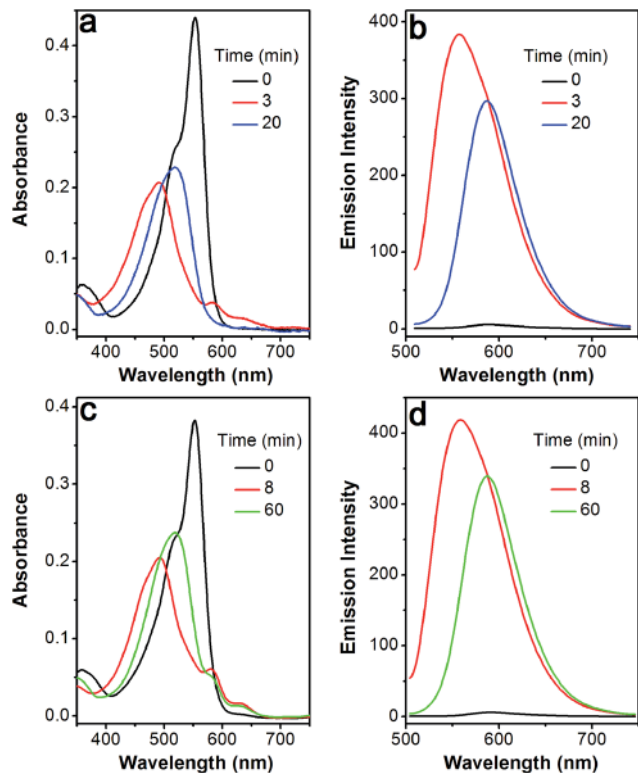 a
Time (min)
0
3
20
Absorbance
0.4
0.3
0.2
0.1
0.0
400 500 600 700
Wavelength (nm)
b
Time (min)
0
3
20
Emission Intensity
400
300
200
100
0
500 600 700
Wavelength (nm)
c
Time (min)
0
8
60
Absorbance
0.4
0.3
0.2
0.1
0.0
400 500 600 700
Wavelength (nm)
d
Time (min)
0
8
60
Emission Intensity
400
300
200
100
0
500 600 700
Wavelength (nm)